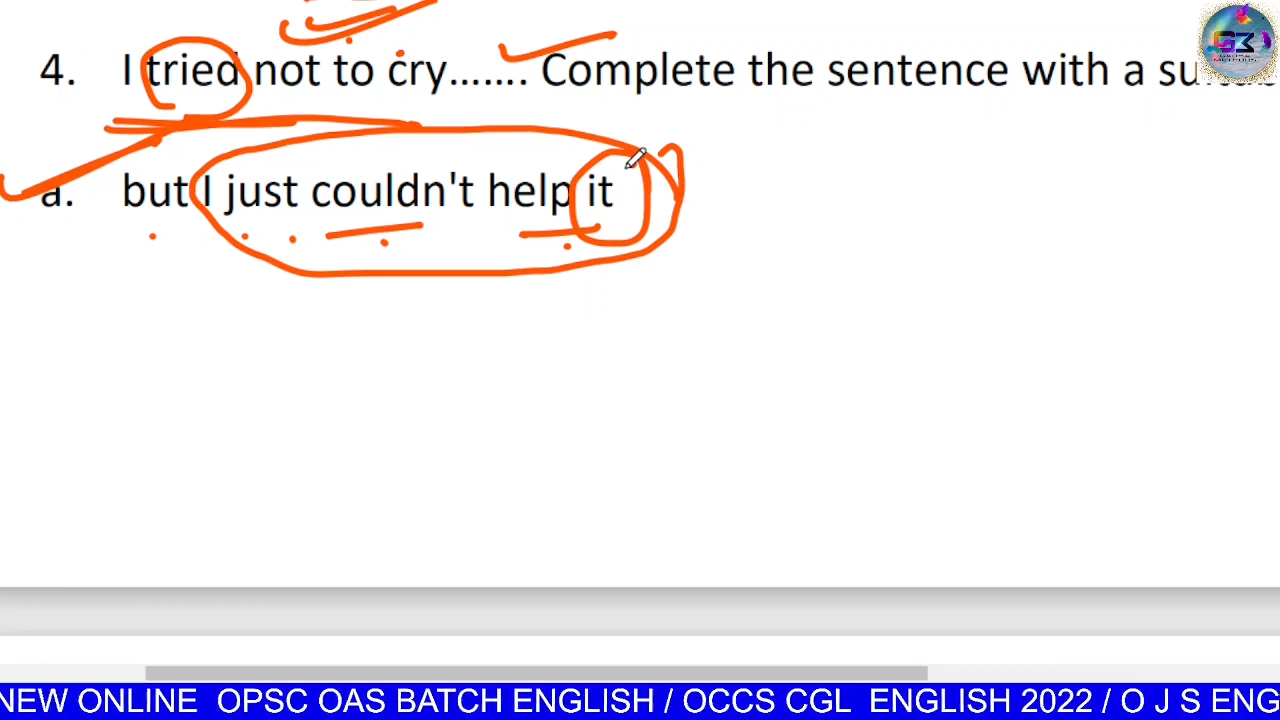 4. I tried not to cry……. Complete the sentence with a
a. but I just couldn't help it
NEW ONLINE OPSC OAS BATCH ENGLISH / OCCS CGL ENGLISH 2022 / O J S ENG